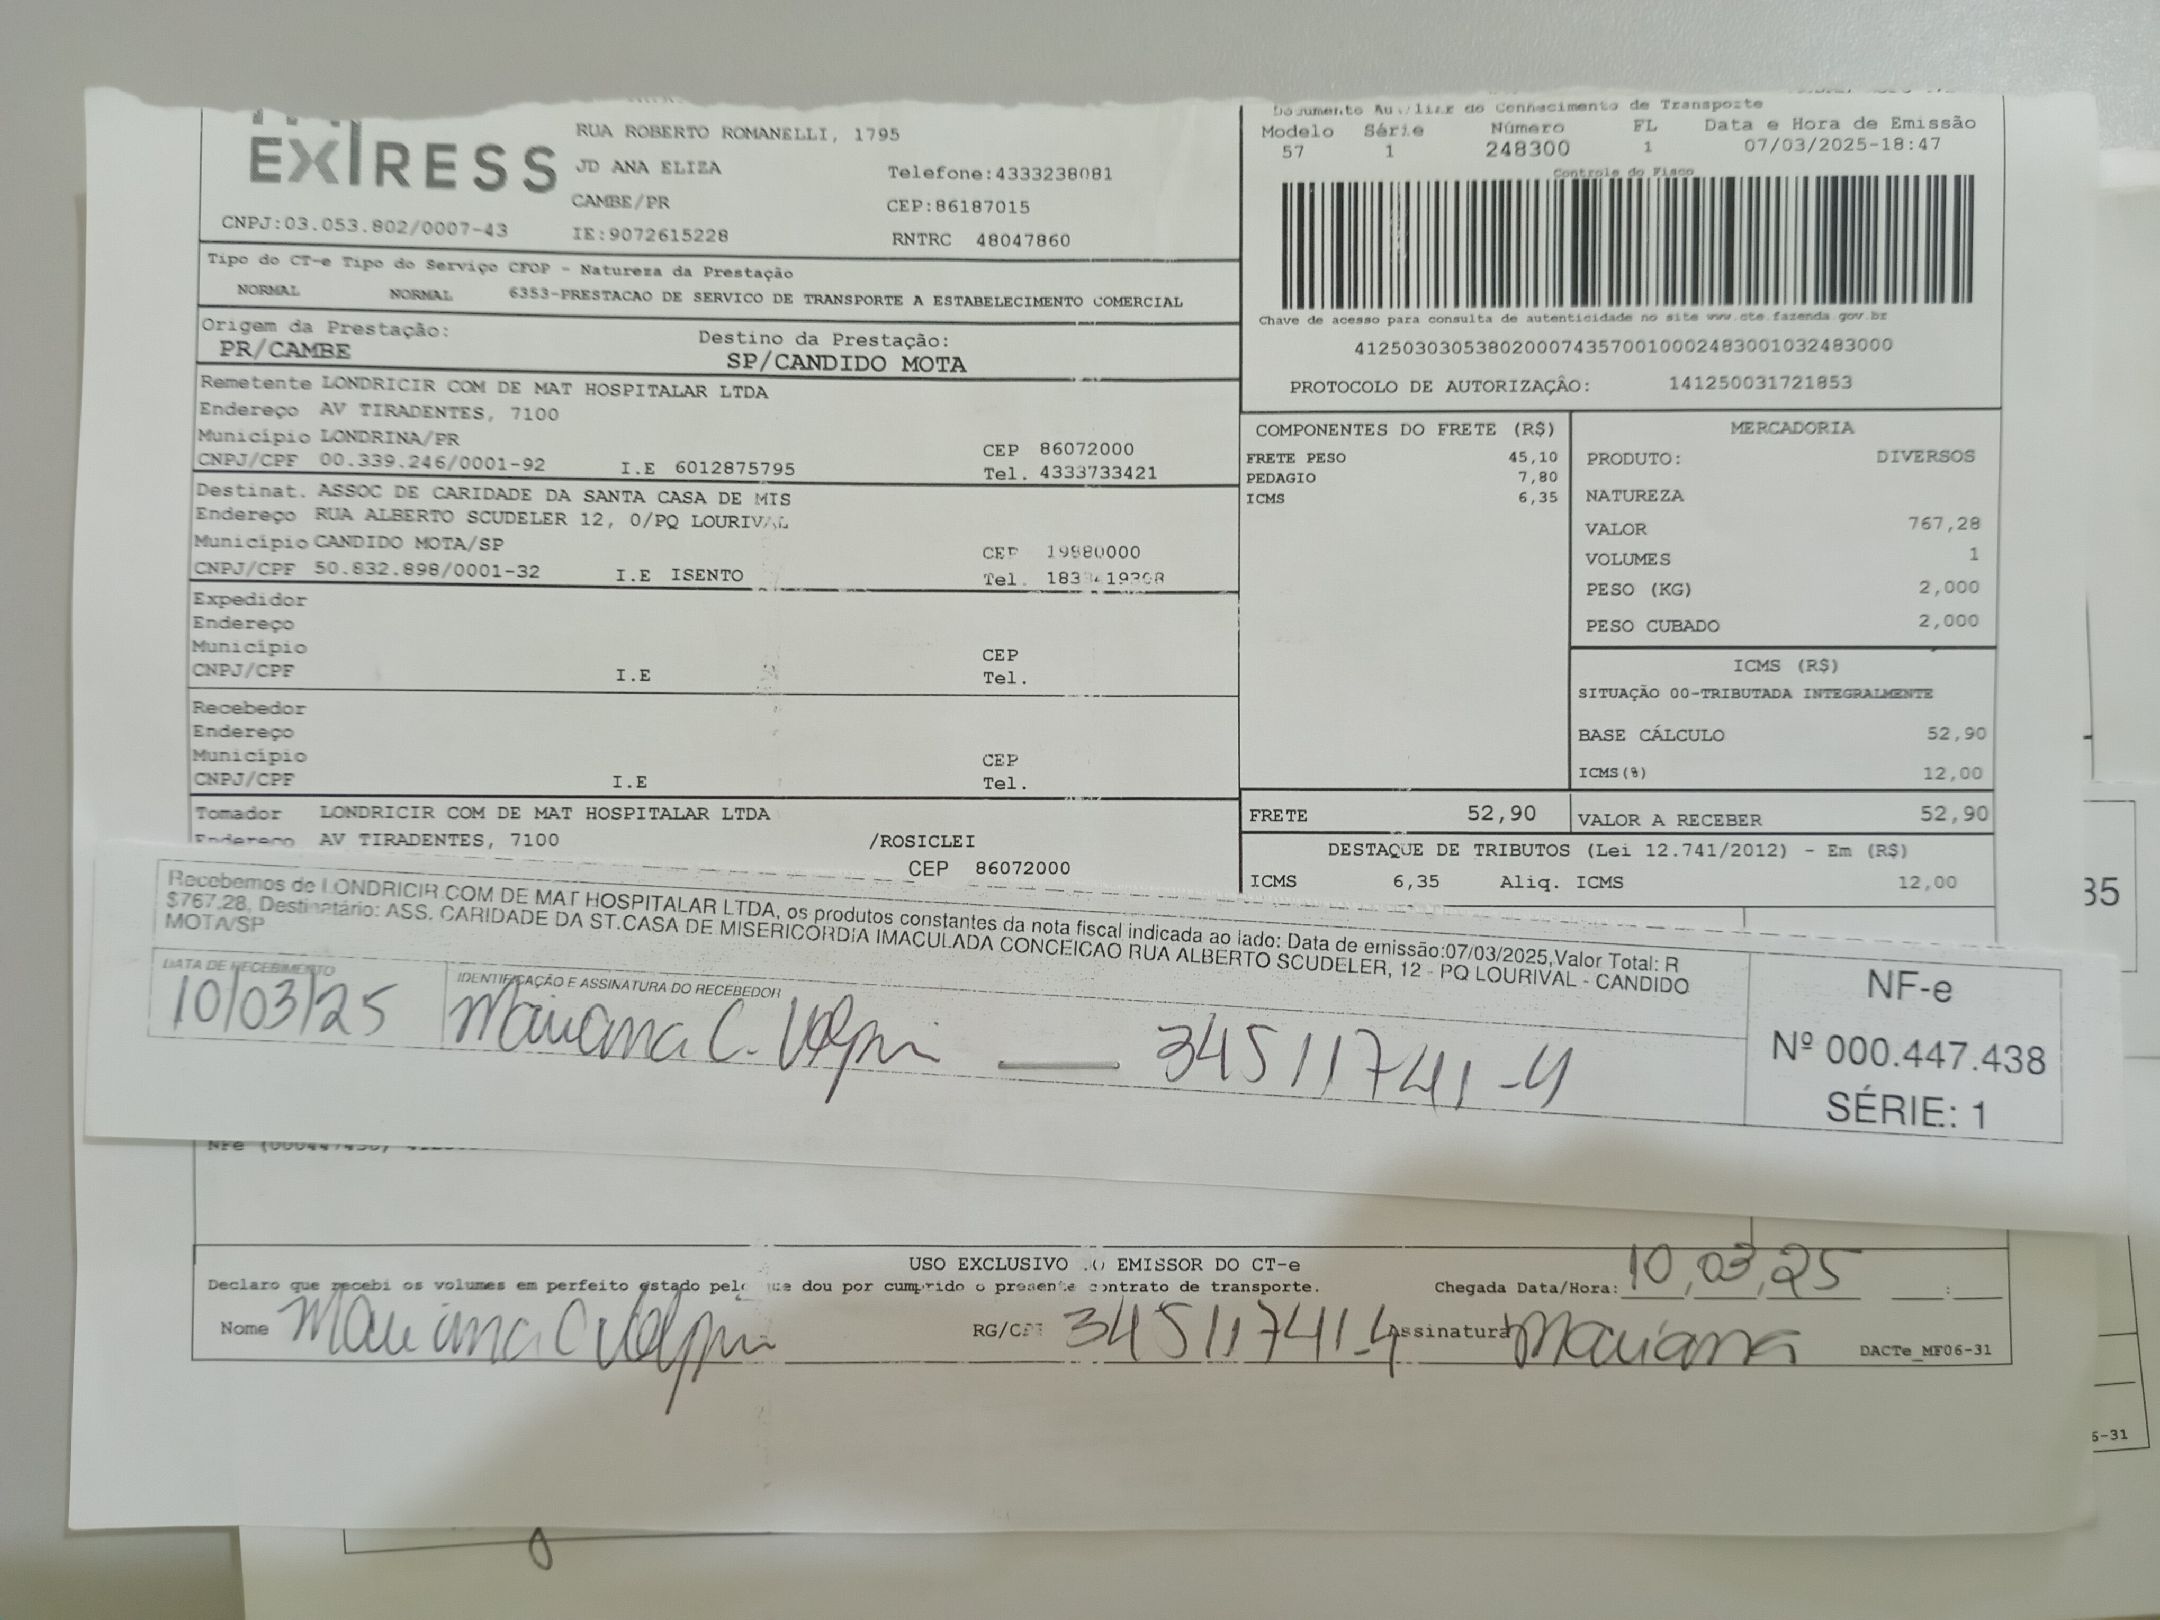 EXPRESS
RUA ROBERTO ROMANELLI, 1795
JD ANA ELIZA
Telefone:4333238081
CAMBE/PR
CEP:86187015
CNPJ:03.053.802/0007-43
IE:9072615228
RNTRC 48047860
Documento Auxiliar do Conhecimento de Transporte
Modelo Série Número FL Data e Hora de Emissão
57 1 248300 1 07/03/2025-18:47
Controle do Fisco
Chave de acesso para consulta de autenticidade no site www.cte.fazenda.gov.br
41250303053802000743570010002483001032483000
PROTOCOLO DE AUTORIZAÇÂO: 141250031721853
Tipo do CT-e Tipo do Serviço CFOP - Natureza da Prestação
NORMAL NORMAL 6353-PRESTACAO DE SERVICO DE TRANSPORTE A ESTABELECIMENTO COMERCIAL
Origem da Prestação: Destino da Prestação:
PR/CAMBE SP/CANDIDO MOTA
Remetente LONDRICIR COM DE MAT HOSPITALAR LTDA
Endereço AV TIRADENTES, 7100
Município LONDRINA/PR CEP 86072000
CNPJ/CPF 00.339.246/0001-92 I.E 6012875795 Tel. 4333733421
Destinat. ASSOC DE CARIDADE DA SANTA CASA DE MIS
Endereço RUA ALBERTO SCUDELER 12, 0/PQ LOURIVAL
Município CANDIDO MOTA/SP CEP 19880000
CNPJ/CPF 50.832.898/0001-32 I.E ISENTO Tel.
Expedidor
Endereço
Município CEP
CNPJ/CPF I.E Tel.
Recebedor
Endereço
Município CEP
CNPJ/CPF I.E Tel.
Tomador LONDRICIR COM DE MAT HOSPITALAR LTDA
Endereço AV TIRADENTES, 7100 /ROSICLEI
CEP 86072000
COMPONENTES DO FRETE (R$)
FRETE PESO 45,10
PEDAGIO 7,80
ICMS 6,35
MERCADORIA
PRODUTO: DIVERSOS
NATUREZA
VALOR 767,28
VOLUMES 1
PESO (KG) 2,000
PESO CUBADO 2,000
ICMS (R$)
SITUAÇÃO 00-TRIBUTADA INTEGRALMENTE
BASE CÁLCULO 52,90
ICMS(%) 12,00
FRETE 52,90 VALOR A RECEBER 52,90
DESTAQUE DE TRIBUTOS (Lei 12.741/2012) - Em (R$)
ICMS 6,35 Aliq. ICMS 12,00
Recebemos de LONDRICIR COM DE MAT HOSPITALAR LTDA, os produtos constantes da nota fiscal indicada ao lado: Data de emissão:07/03/2025,Valor Total: R
$767.28, Destinatário: ASS. CARIDADE DA ST.CASA DE MISERICORDIA IMACULADA CONCEICAO RUA ALBERTO SCUDELER, 12 - PQ LOURIVAL - CANDIDO
MOTA/SP
DATA DE RECEBIMENTO IDENTIFICAÇÃO E ASSINATURA DO RECEBEDOR
10/03/25 Mariana C. — 34511741-4
NF-e
Nº 000.447.438
SÉRIE: 1
USO EXCLUSIVO DO EMISSOR DO CT-e
Declaro que recebi os volumes em perfeito estado pelo que dou por cumprido o presente contrato de transporte.
Chegada Data/Hora: 10,03,25 :
Nome Mariana C RG/CPF 34511741-4 Assinatura Mariana
DACTe_MF06-31
35
6-31